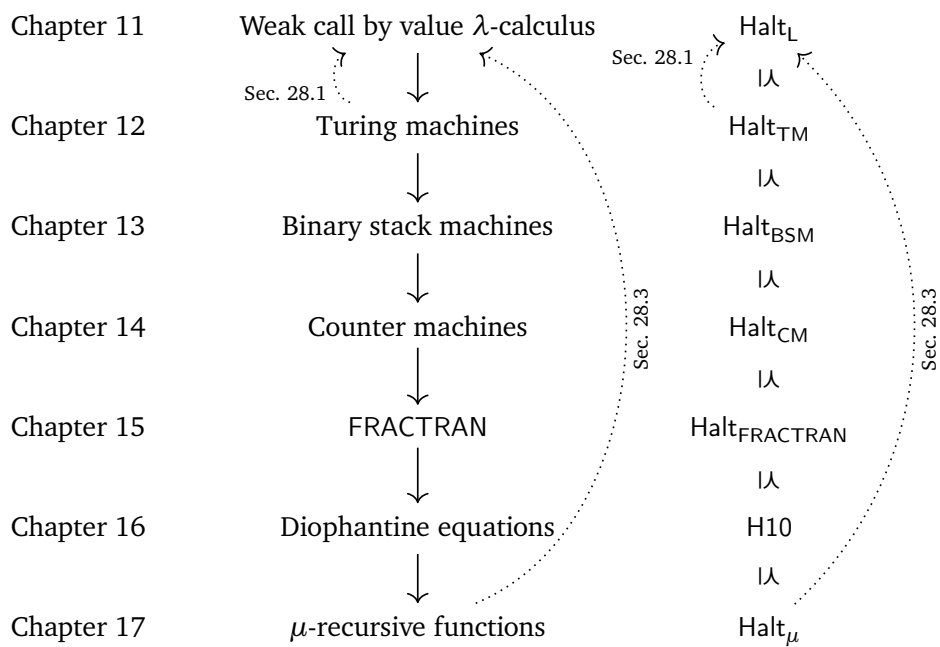 Chapter 11 Weak call by value λ-calculus Halt_L
Sec. 28.1 Sec. 28.1 I⋏
Chapter 12 Turing machines Halt_TM
I⋏
Chapter 13 Binary stack machines Halt_BSM
I⋏
Sec. 28.3 Sec. 28.3
Chapter 14 Counter machines Halt_CM
I⋏
Chapter 15 FRACTRAN Halt_FRACTRAN
I⋏
Chapter 16 Diophantine equations H10
I⋏
Chapter 17 μ-recursive functions Halt_μ